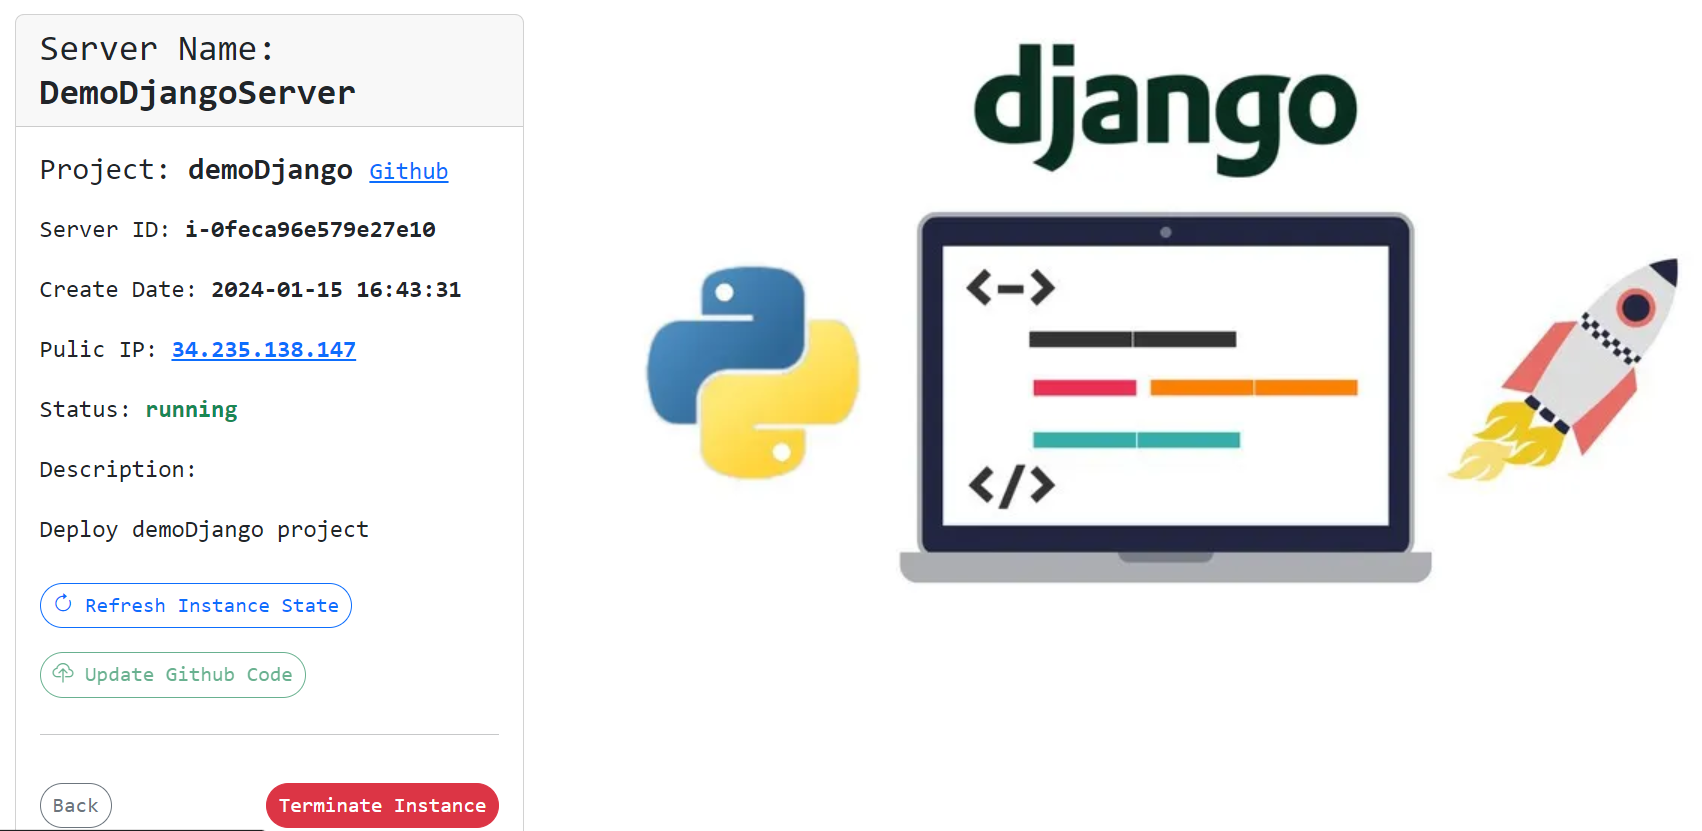 Server Name:
DemoDjangoServer
Project: demoDjango Github
Server ID: i-0feca96e579e27e10
Create Date: 2024-01-15 16:43:31
Pulic IP: 34.235.138.147
Status: running
Description:
Deploy demoDjango project
Refresh Instance State
Update Github Code
Back
Terminate Instance
django
<->
</>